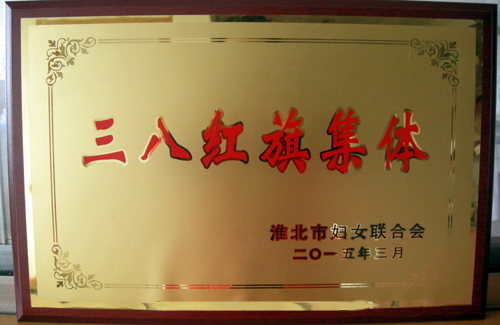 三八红旗集体
淮北市妇女联合会
二〇一五年三月